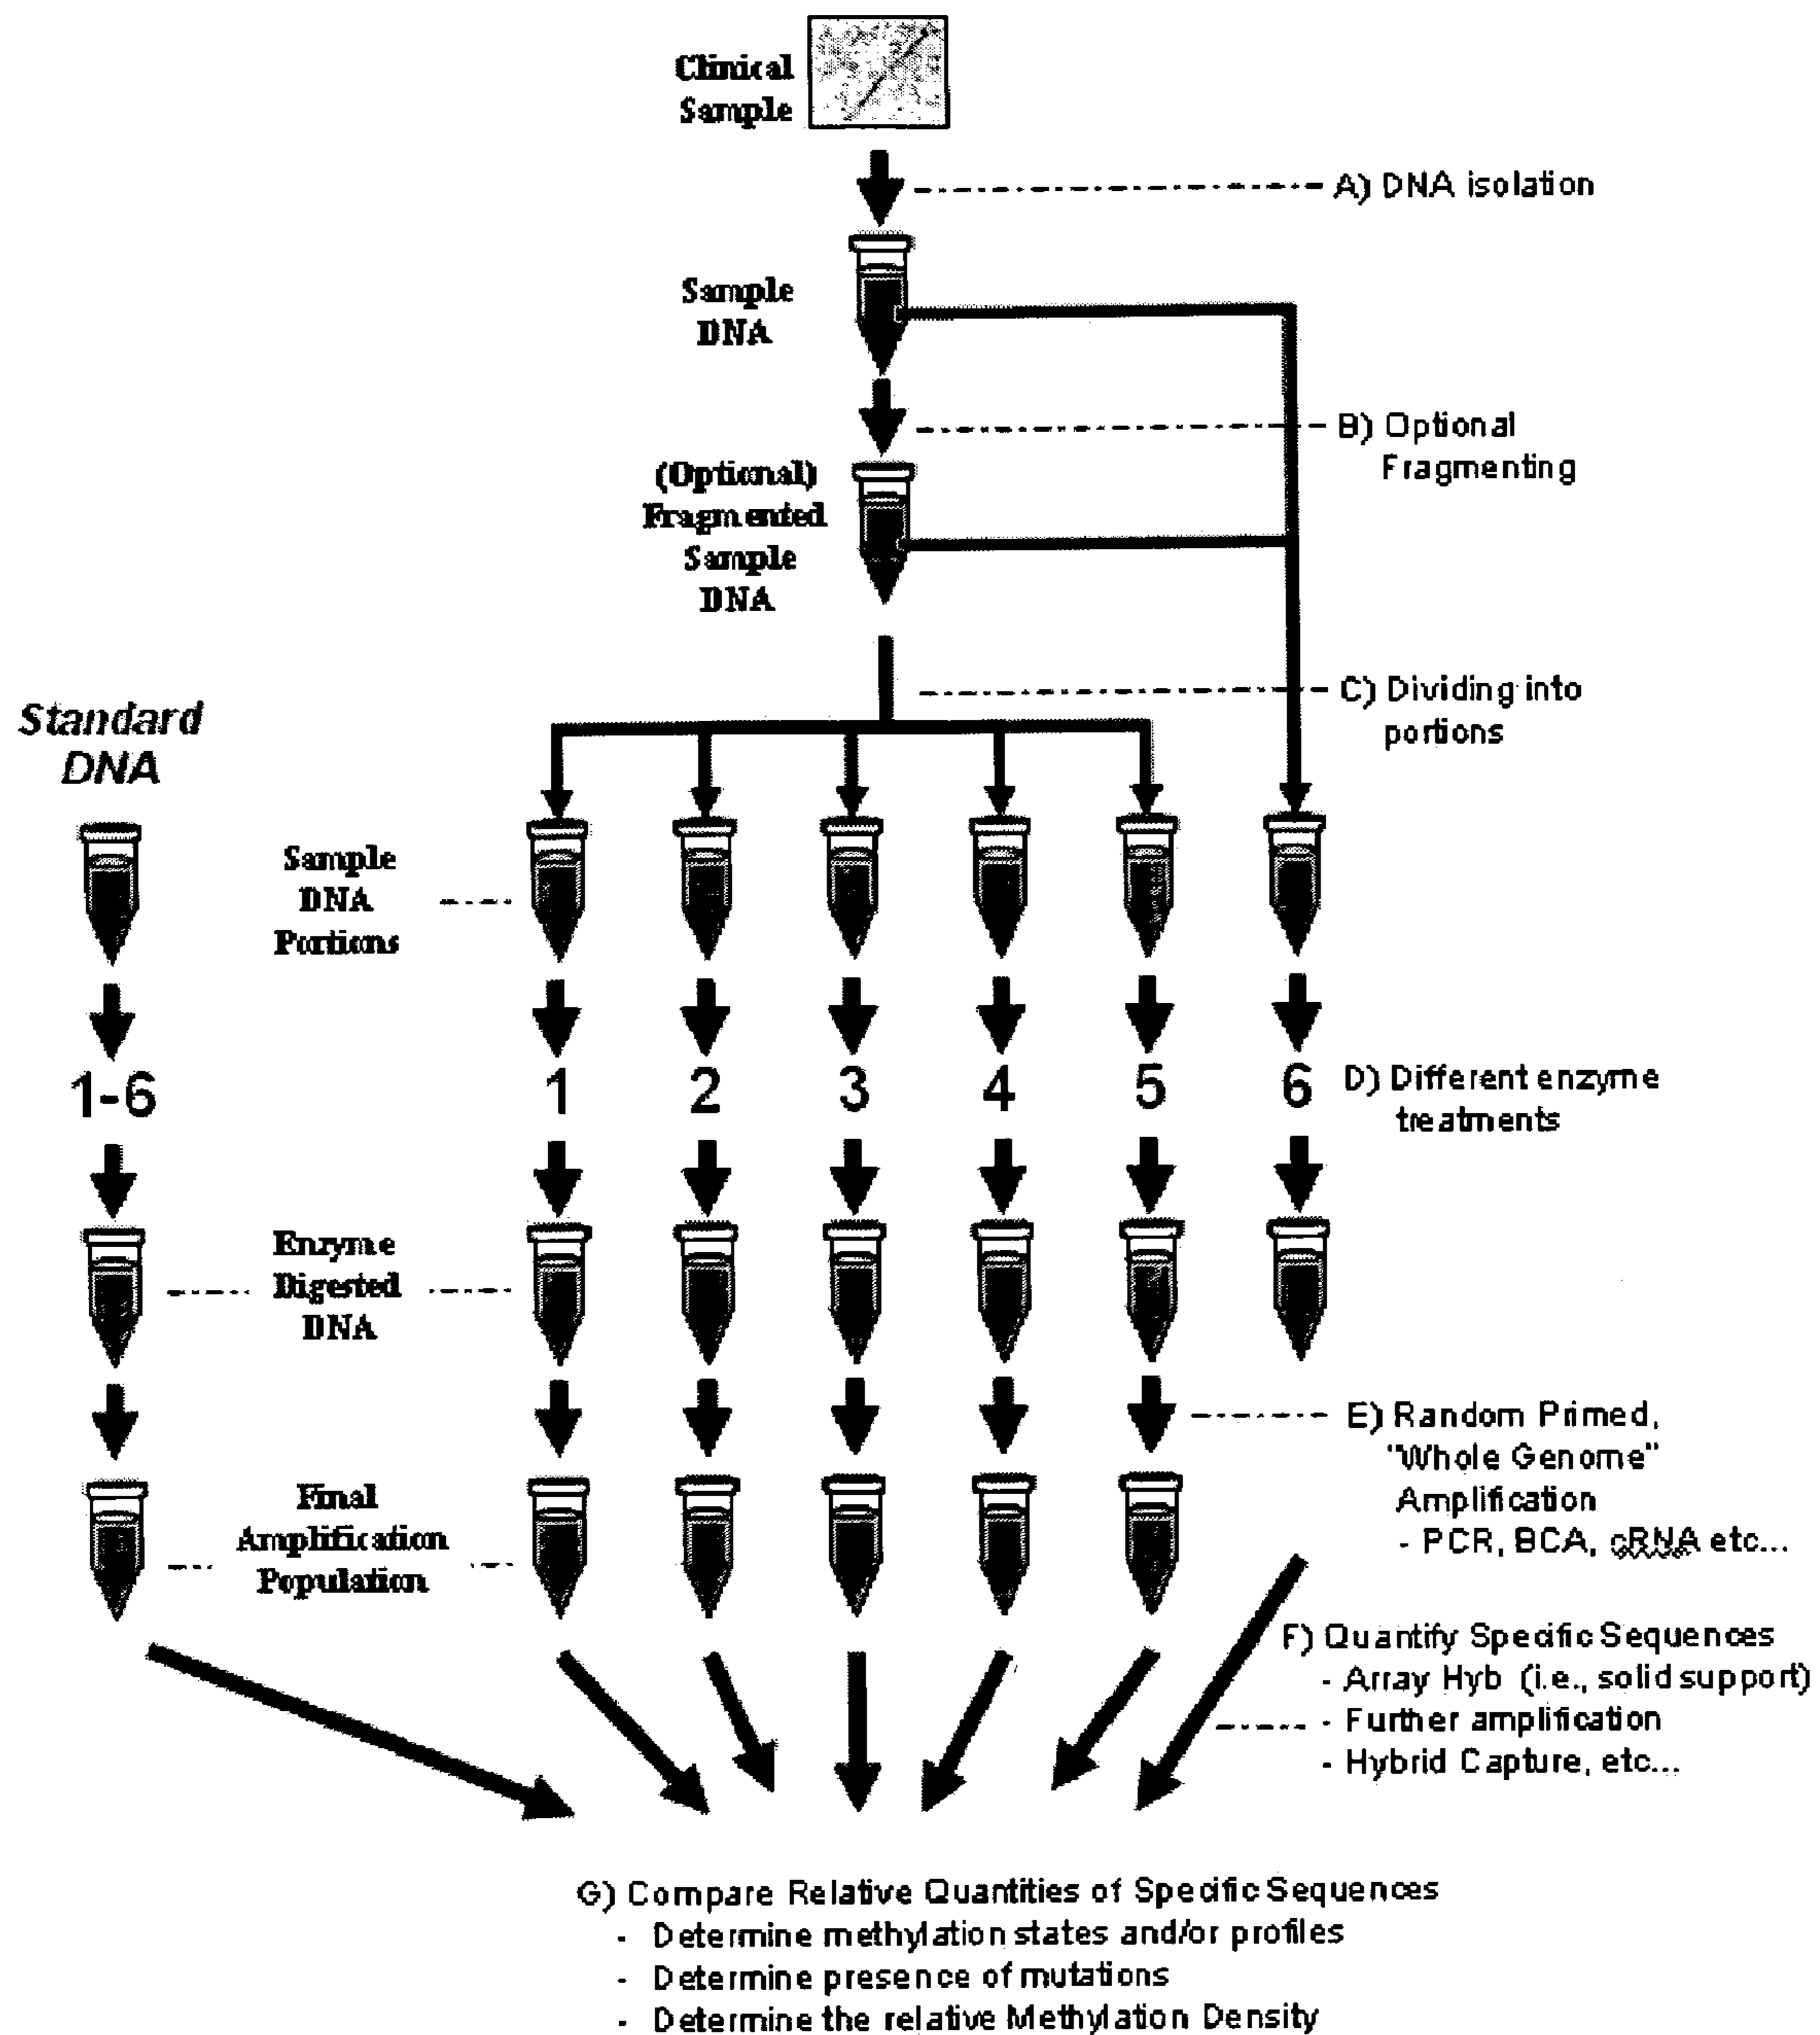 Clinical
Sample
A) DNA isolation
Sample
DNA
B) Optional
Fragmenting
(Optional)
Fragmented
Sample
DNA
C) Dividing into
portions
Standard
DNA
Sample
DNA
Portions
1-6 1 2 3 4 5 6
D) Different enzyme
treatments
Enzyme
Digested
DNA
E) Random Primed,
"Whole Genome"
Amplification
- PCR, BCA, cRNA etc...
Final
Amplification
Population
F) Quantify Specific Sequences
- Array Hyb (i.e., solid support)
- Further amplification
- Hybrid Capture, etc...
G) Compare Relative Quantities of Specific Sequences
- Determine methylation states and/or profiles
- Determine presence of mutations
- Determine the relative Methylation Density